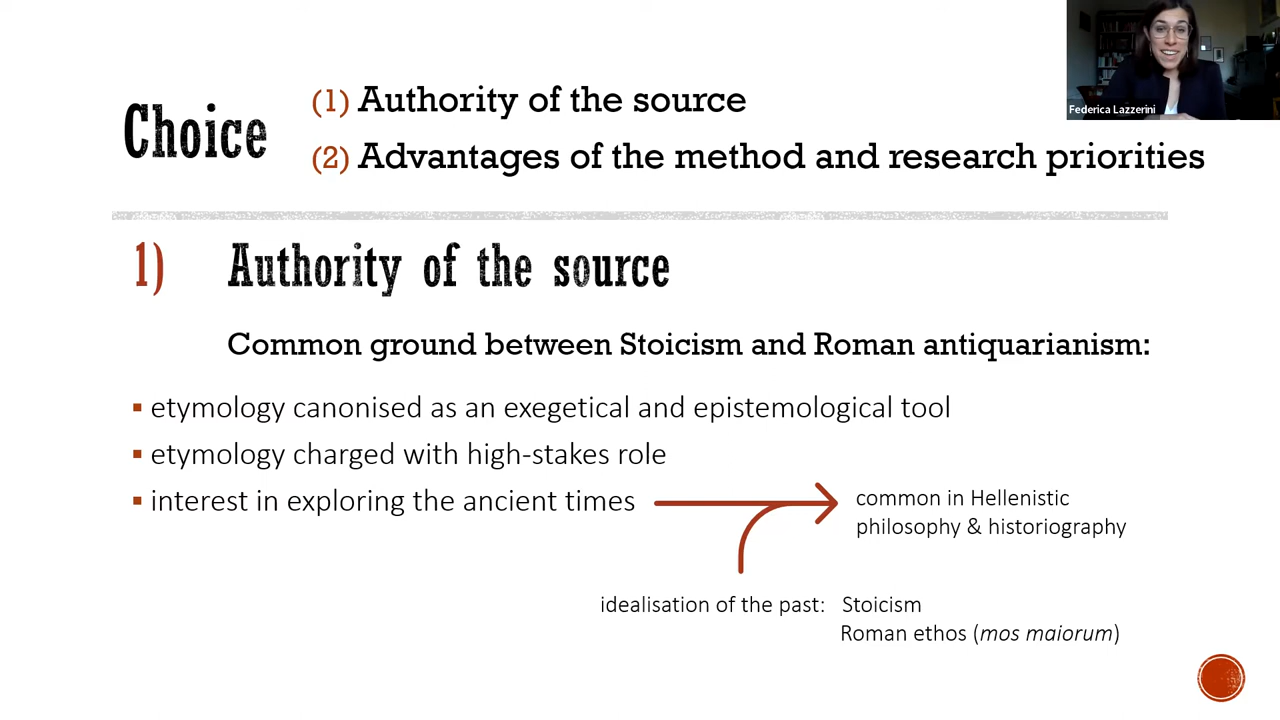 Choice
(1) Authority of the source
(2) Advantages of the method and research priorities
Federica Lazzerini
1) Authority of the source
Common ground between Stoicism and Roman antiquarianism:
▪ etymology canonised as an exegetical and epistemological tool
▪ etymology charged with high-stakes role
▪ interest in exploring the ancient times
common in Hellenistic
philosophy & historiography
idealisation of the past: Stoicism
Roman ethos (mos maiorum)